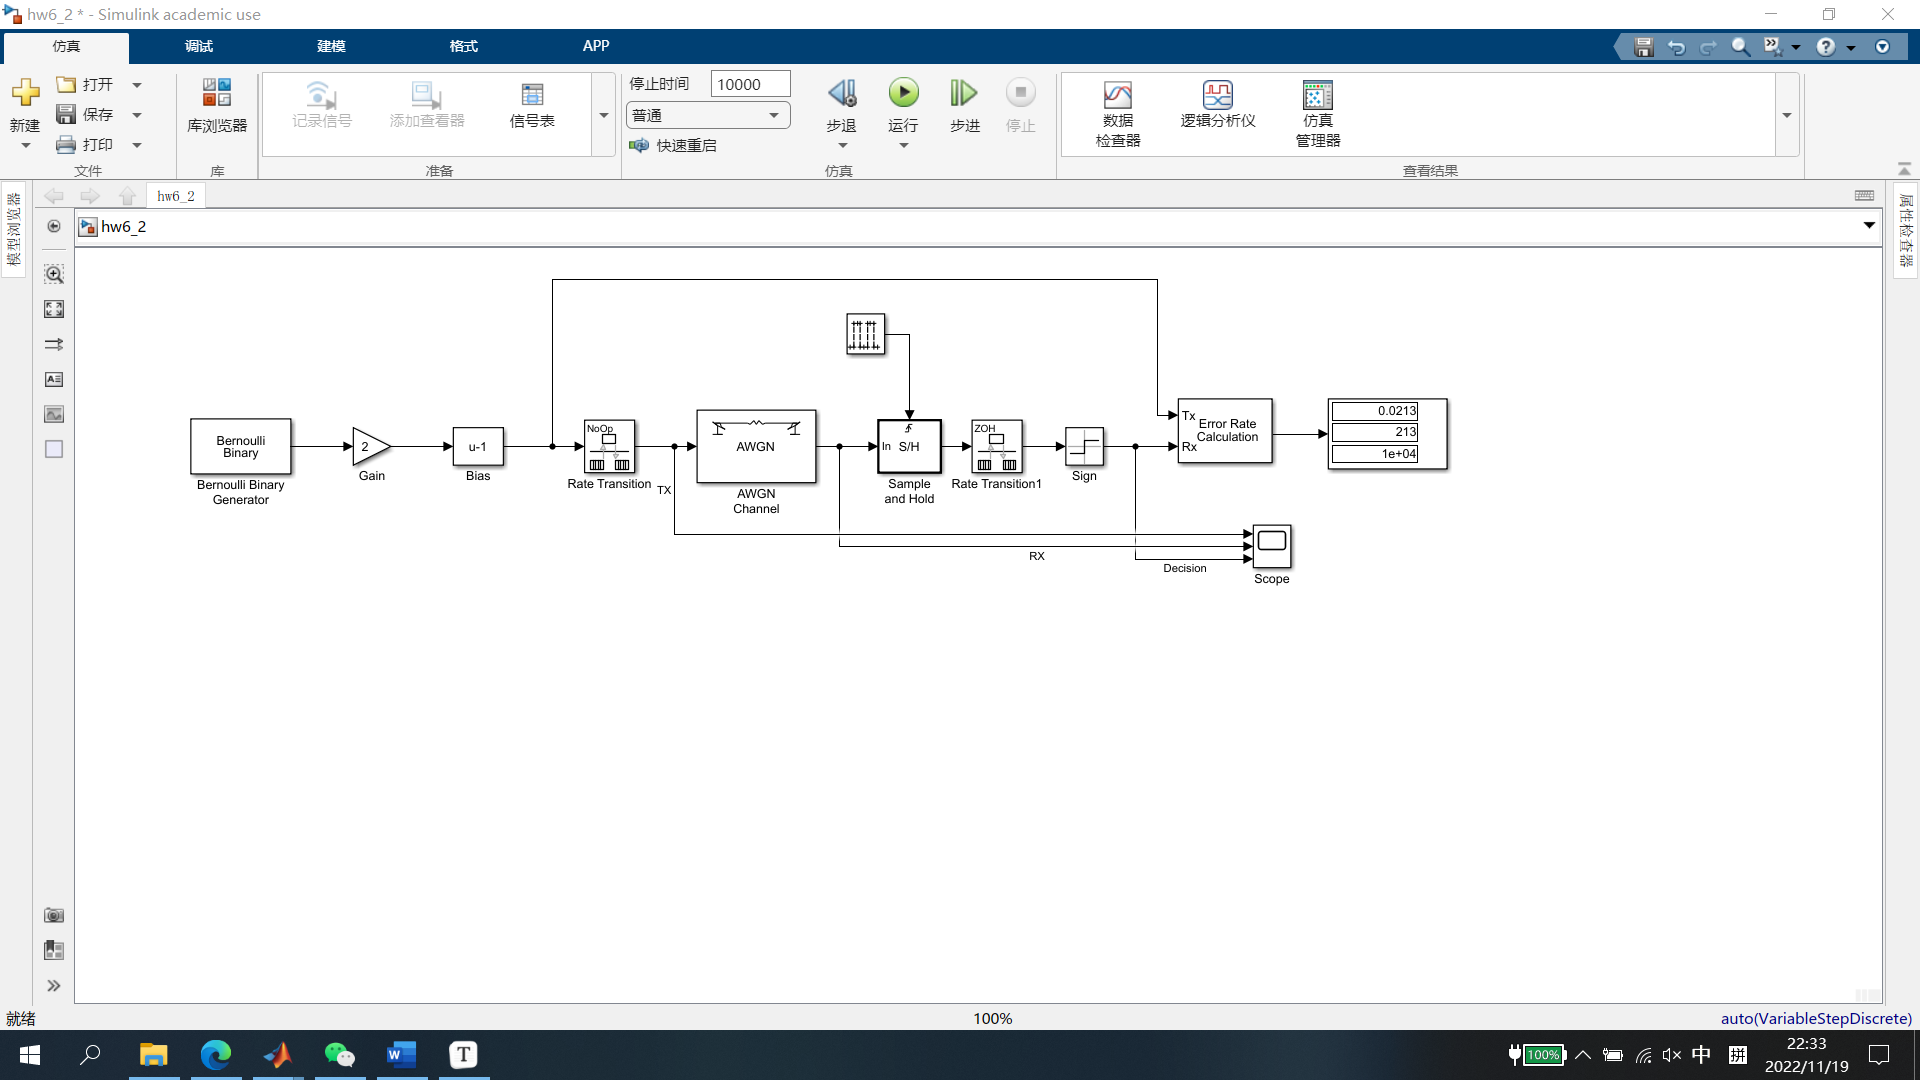 hw6_2 * - Simulink academic use
仿真
调试
建模
格式
APP
新建
打开
保存
打印
文件
库浏览器
库
记录信号
添加查看器
信号表
准备
停止时间
10000
普通
快速重启
步退
运行
步进
停止
仿真
数据
检查器
逻辑分析仪
仿真
管理器
查看结果
模型浏览器
hw6_2
属性检查器
hw6_2
Bernoulli
Binary
Bernoulli Binary
Generator
2
Gain
u-1
Bias
NoOp
Rate Transition
TX
AWGN
AWGN
Channel
In
S/H
Sample
and Hold
ZOH
Rate Transition1
Sign
Tx
Rx
Error Rate
Calculation
0.0213
213
1e+04
RX
Decision
Scope
就绪
100%
auto(VariableStepDiscrete)
W
T
100%
中
拼
22:33
2022/11/19